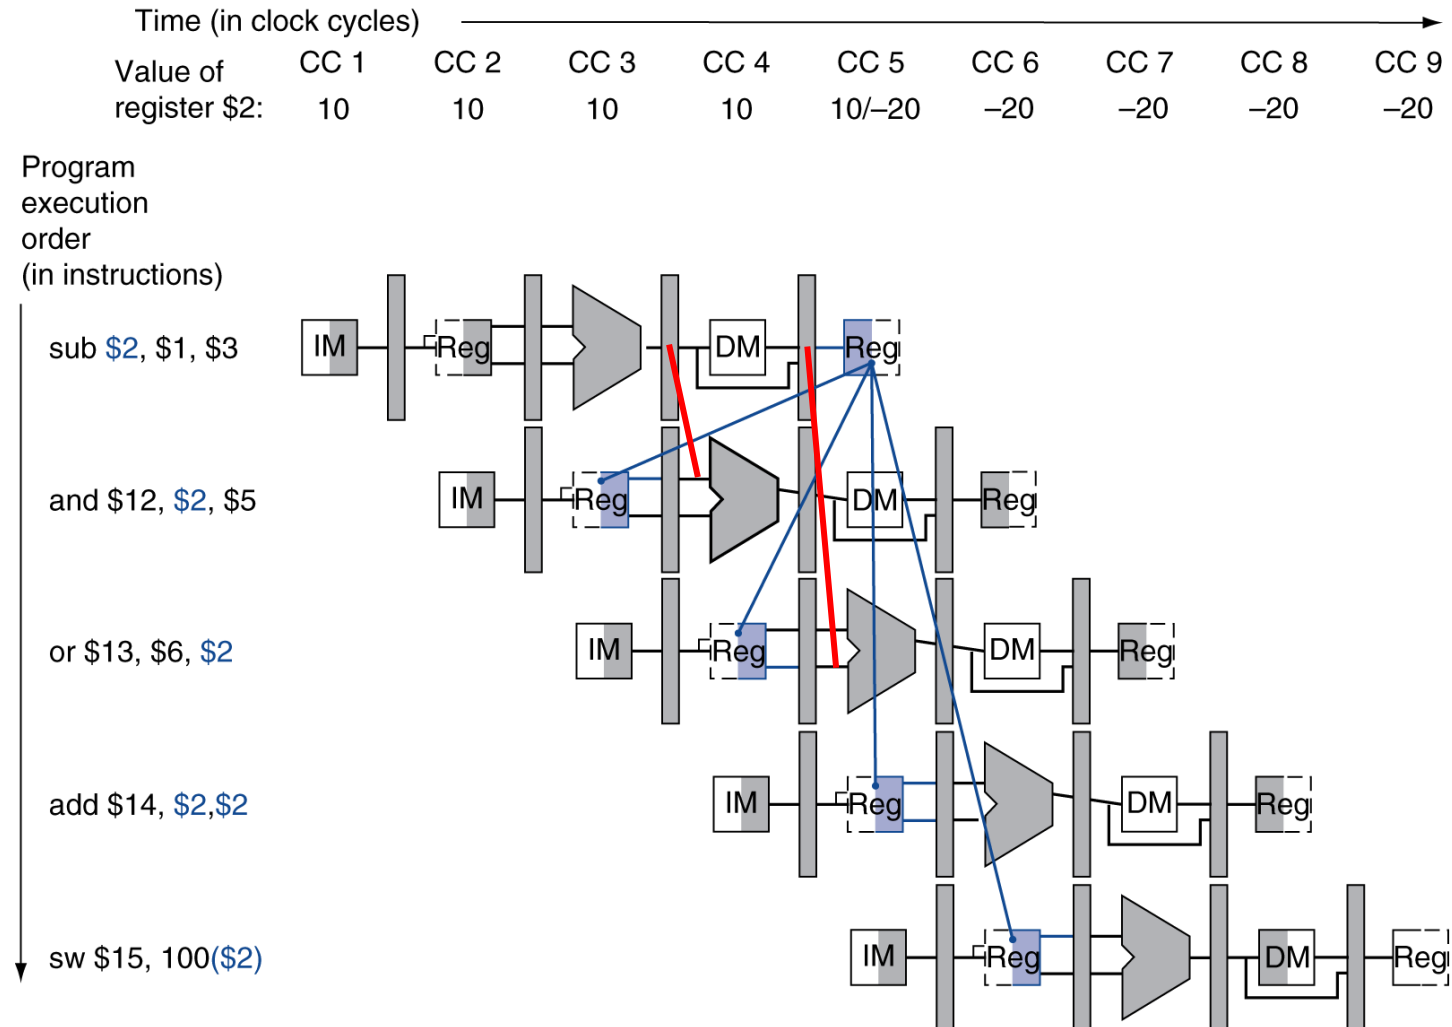 Time (in clock cycles)
CC 1 CC 2 CC 3 CC 4 CC 5 CC 6 CC 7 CC 8 CC 9
Value of
register $2: 10 10 10 10 10/–20 –20 –20 –20 –20
Program
execution
order
(in instructions)
sub $2, $1, $3 IM Reg DM Reg
and $12, $2, $5 IM Reg DM Reg
or $13, $6, $2 IM Reg DM Reg
add $14, $2,$2 IM Reg DM Reg
sw $15, 100($2) IM Reg DM Reg